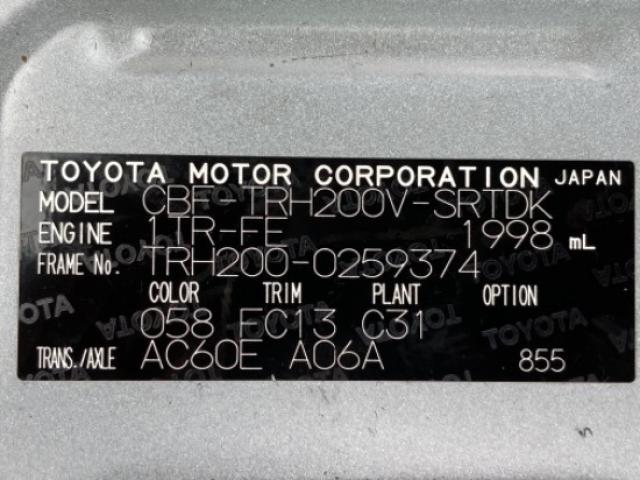 TOYOTA MOTOR CORPORATION JAPAN
MODEL CBF-TRH200V-SRTDK
ENGINE 1TR-FE 1998 mL
FRAME No. TRH200-0259374
COLOR TRIM PLANT OPTION
058 FC13 C31
TRANS./AXLE AC60E A06A 855